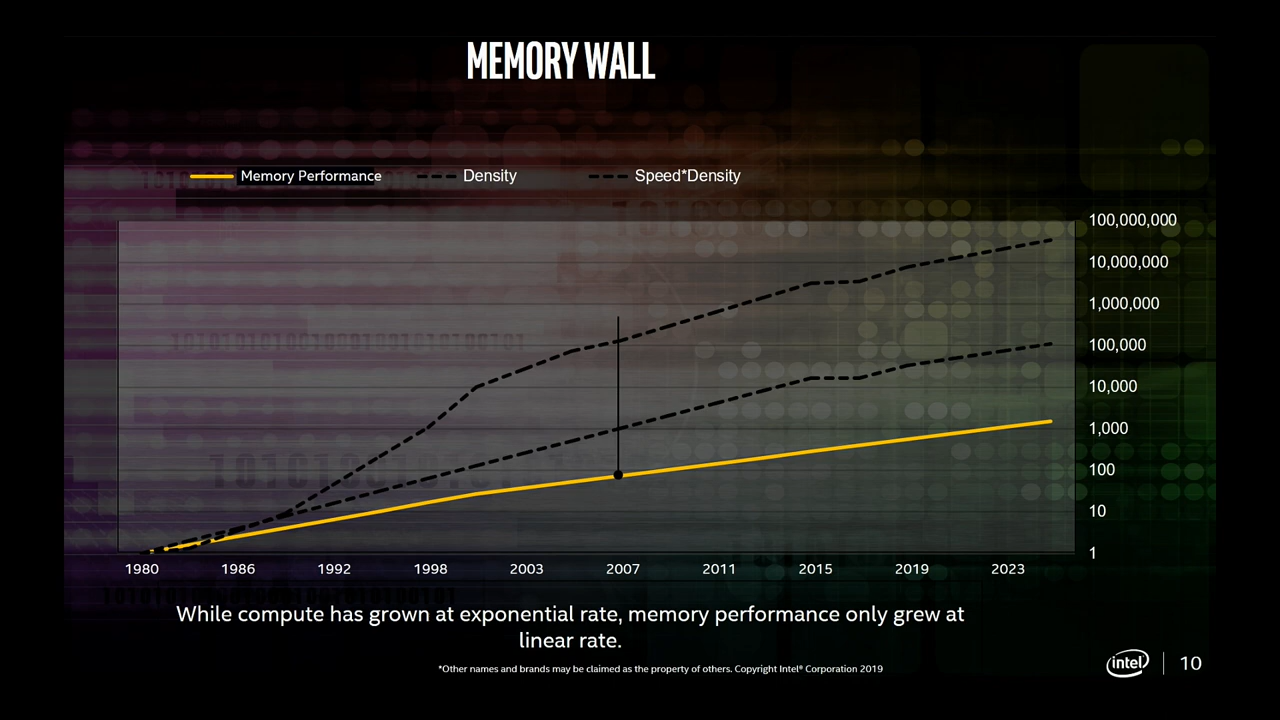 MEMORY WALL
Memory Performance
Density
Speed*Density
100,000,000
10,000,000
1,000,000
100,000
10,000
1,000
100
10
1
1980 1986 1992 1998 2003 2007 2011 2015 2019 2023
While compute has grown at exponential rate, memory performance only grew at
linear rate.
*Other names and brands may be claimed as the property of others. Copyright Intel® Corporation 2019
intel
10